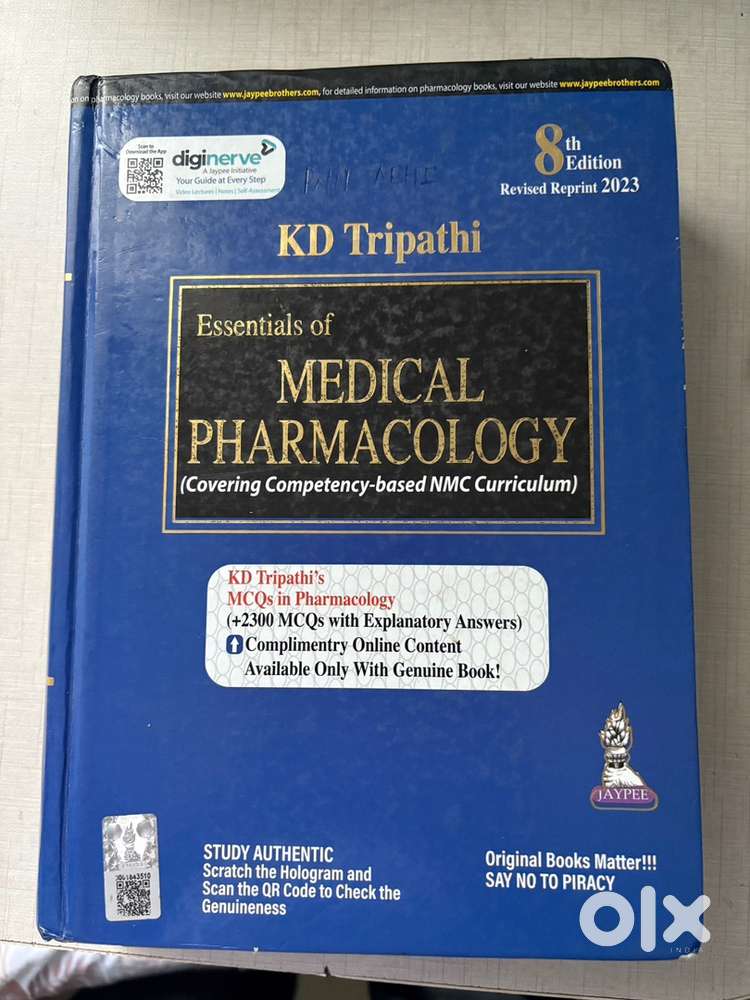 on pharmacology books, visit our website www.jaypeebrothers.com, for detailed information on pharmacology books, visit our website www.jaypeebrothers.com
Scan to
Download the App
diginerve
A Jaypee Initiative
Your Guide at Every Step
Video Lectures | Notes | Self-Assessment
8th
Edition
Revised Reprint 2023
KD Tripathi
Essentials of
MEDICAL
PHARMACOLOGY
(Covering Competency-based NMC Curriculum)
KD Tripathi's
MCQs in Pharmacology
(+2300 MCQs with Explanatory Answers)
Complimentry Online Content
Available Only With Genuine Book!
JAYPEE
STUDY AUTHENTIC
Scratch the Hologram and
Scan the QR Code to Check the
Genuineness
Original Books Matter!!!
SAY NO TO PIRACY
olx
INDIA